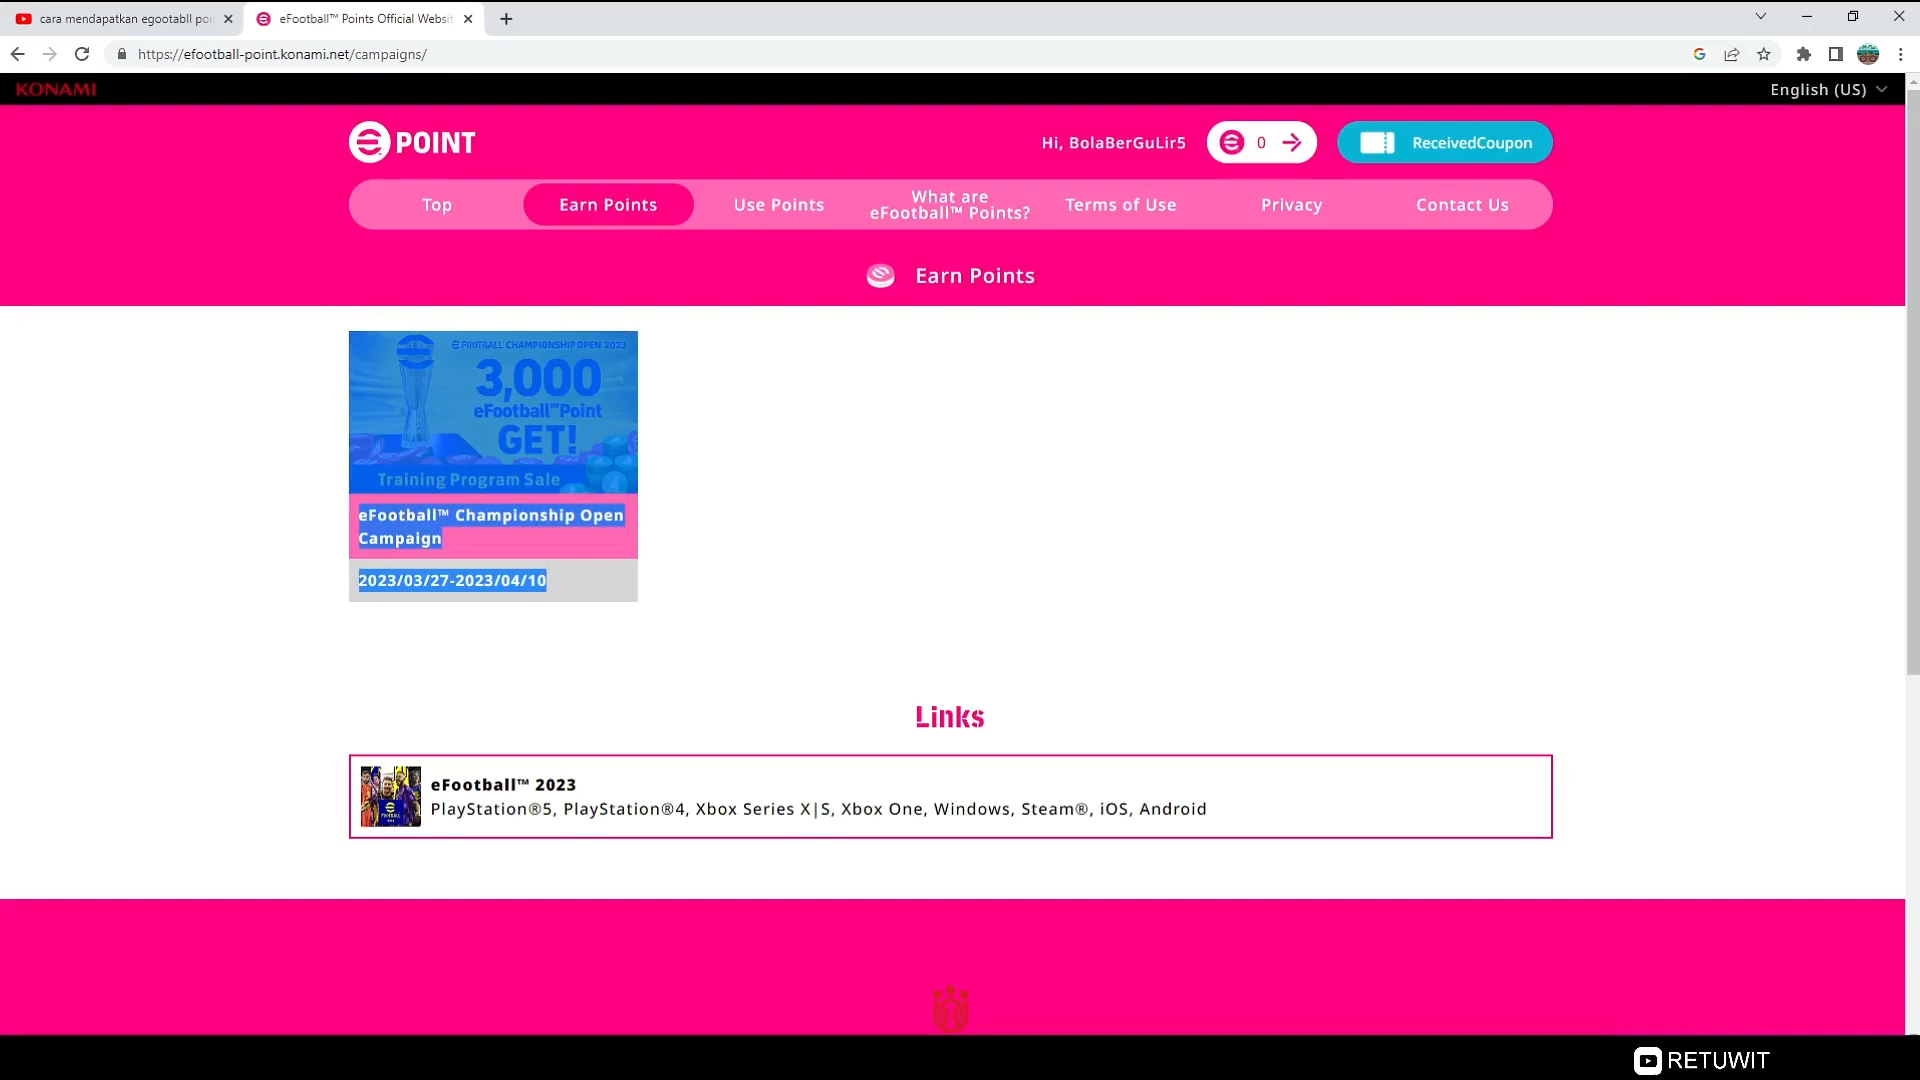 cara mendapatkan egootabll poi
eFootball™ Points Official Websit
https://efootball-point.konami.net/campaigns/
KONAMI
English (US)
POINT
Hi, BolaBerGuLir5
0
ReceivedCoupon
Top
Earn Points
Use Points
What are
eFootball™ Points?
Terms of Use
Privacy
Contact Us
Earn Points
FOOTBALL CHAMPIONSHIP OPEN 2023
3,000
eFootball™Point
GET!
Training Program Sale
eFootball™ Championship Open
Campaign
2023/03/27-2023/04/10
Links
eFootball™ 2023
PlayStation®5, PlayStation®4, Xbox Series X|S, Xbox One, Windows, Steam®, iOS, Android
RETUWIT